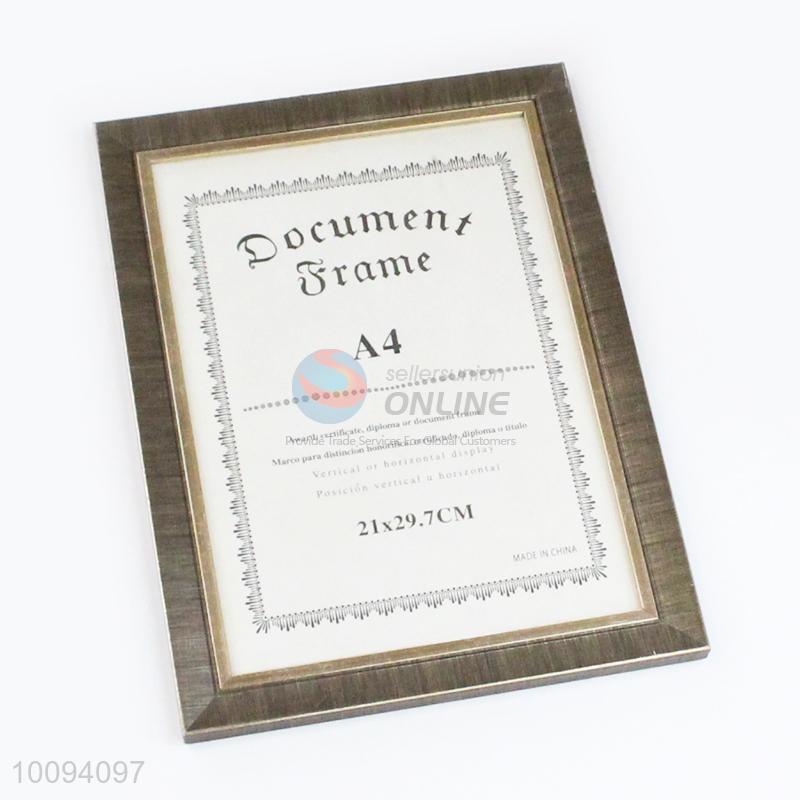 Document
Frame
A4
sellersunion
ONLINE
Award certificate, diploma or document frame
Provide Trade Services For Global Customers
Marco para distincion honorifica, certificado, diploma o titulo
Vertical or horizontal display
Posición vertical u horizontal
21x29.7CM
MADE IN CHINA
10094097